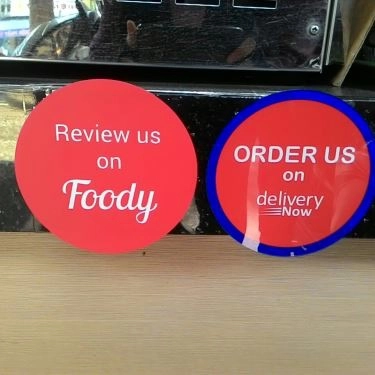 Review us
on
Foody
ORDER US
on
delivery
Now